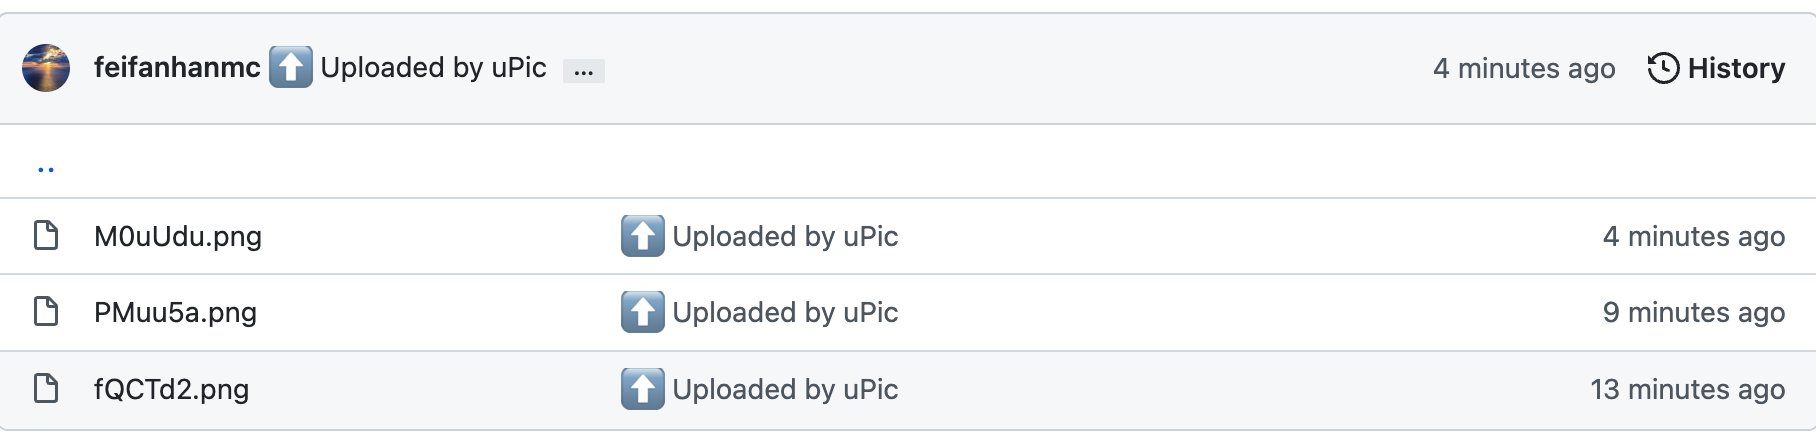 feifanhanmc ⬆️ Uploaded by uPic ... 4 minutes ago History
..
M0uUdu.png ⬆️ Uploaded by uPic 4 minutes ago
PMuu5a.png ⬆️ Uploaded by uPic 9 minutes ago
fQCTd2.png ⬆️ Uploaded by uPic 13 minutes ago